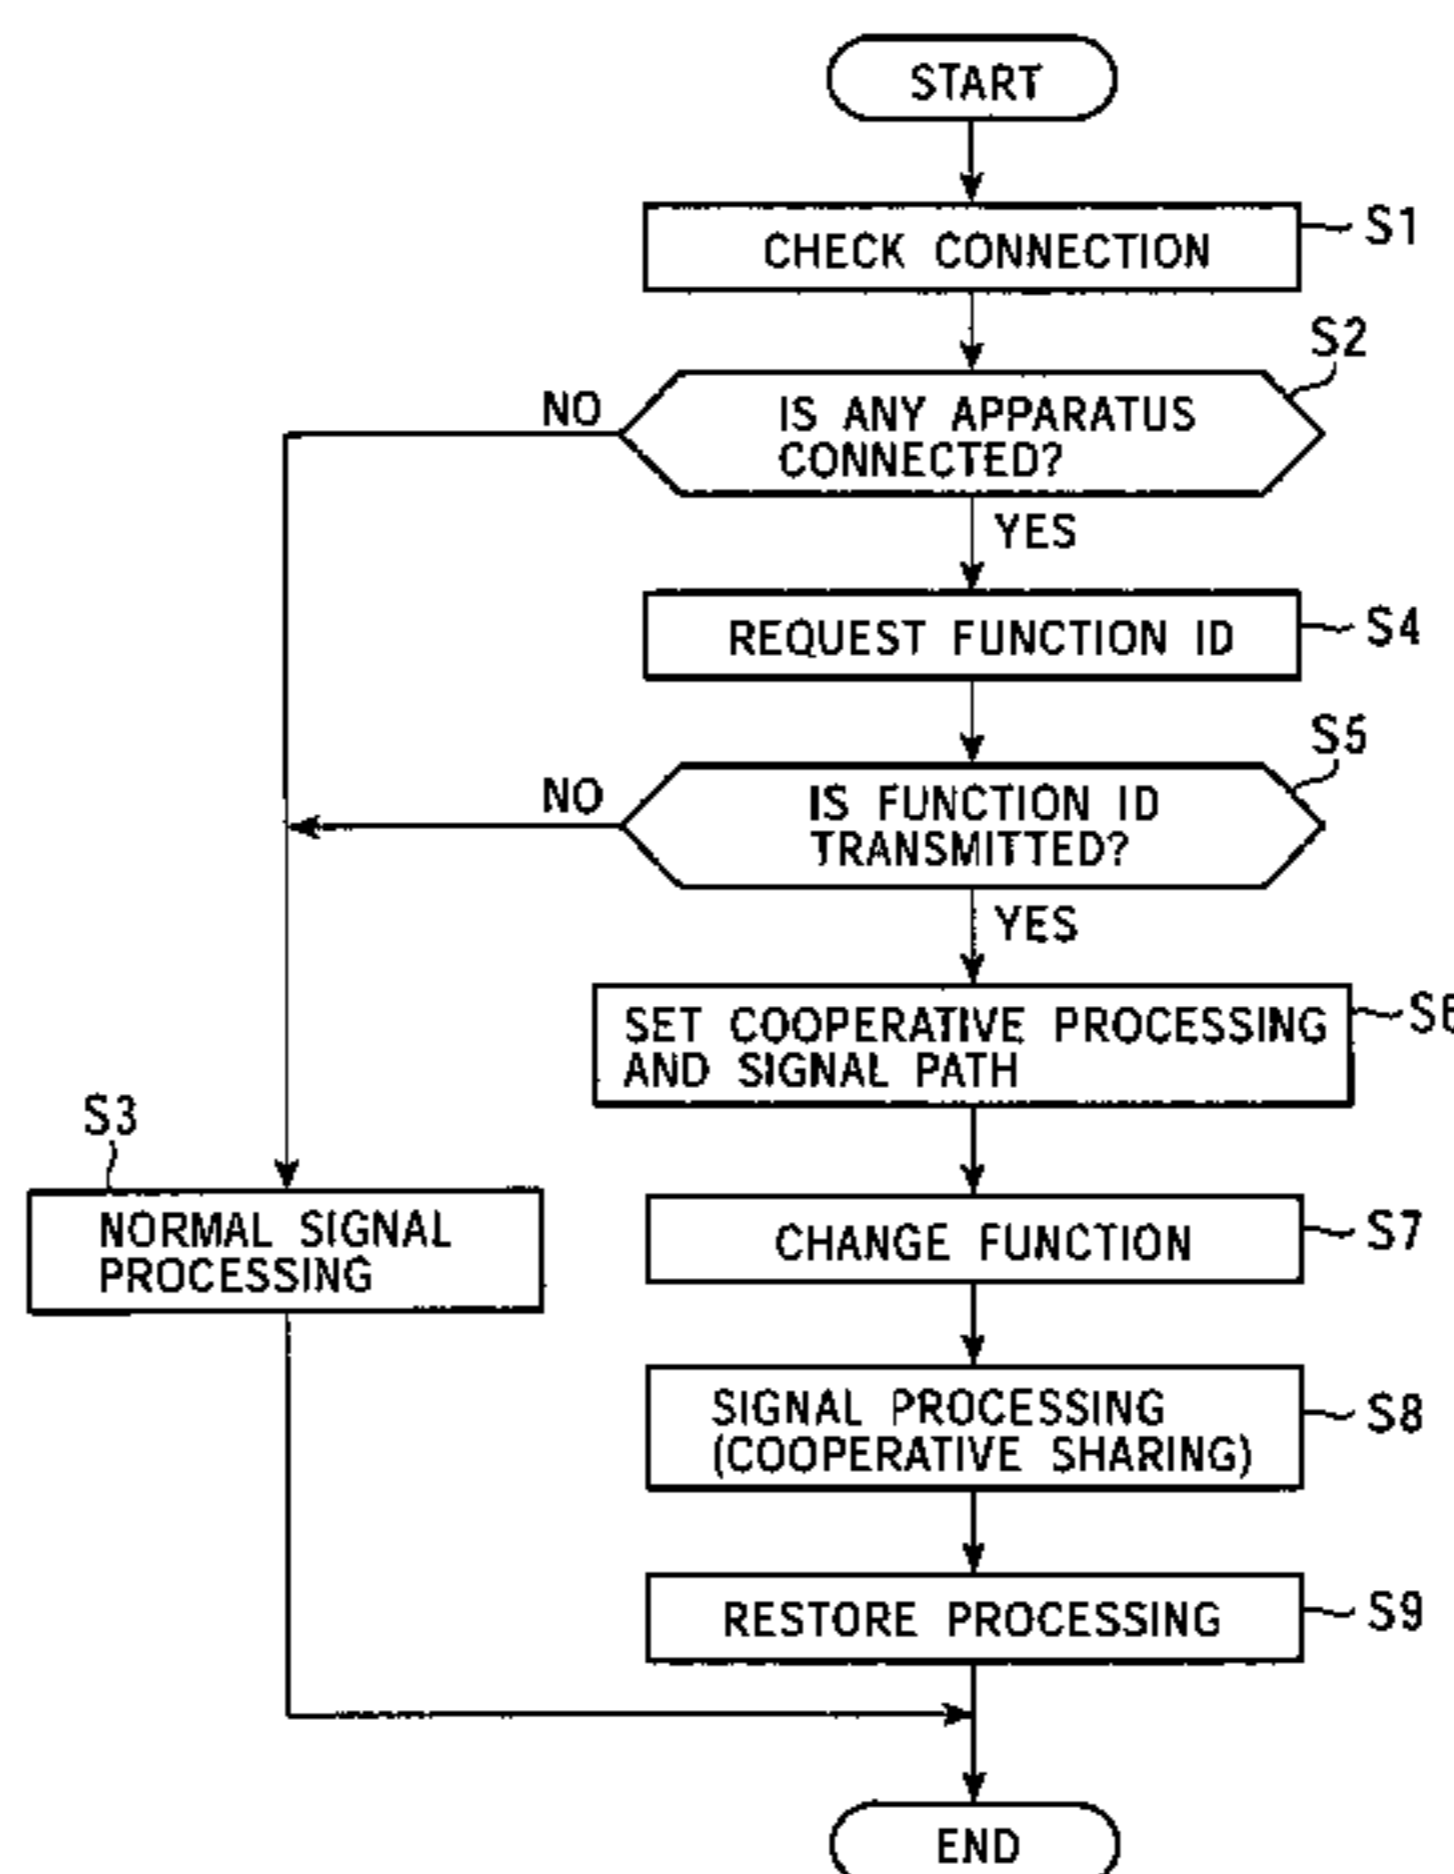 START
CHECK CONNECTION
S1
S2
NO
IS ANY APPARATUS
CONNECTED?
YES
REQUEST FUNCTION ID
S4
S5
NO
IS FUNCTION ID
TRANSMITTED?
YES
SET COOPERATIVE PROCESSING
AND SIGNAL PATH
S6
S3
NORMAL SIGNAL
PROCESSING
CHANGE FUNCTION
S7
SIGNAL PROCESSING
(COOPERATIVE SHARING)
S8
RESTORE PROCESSING
S9
END